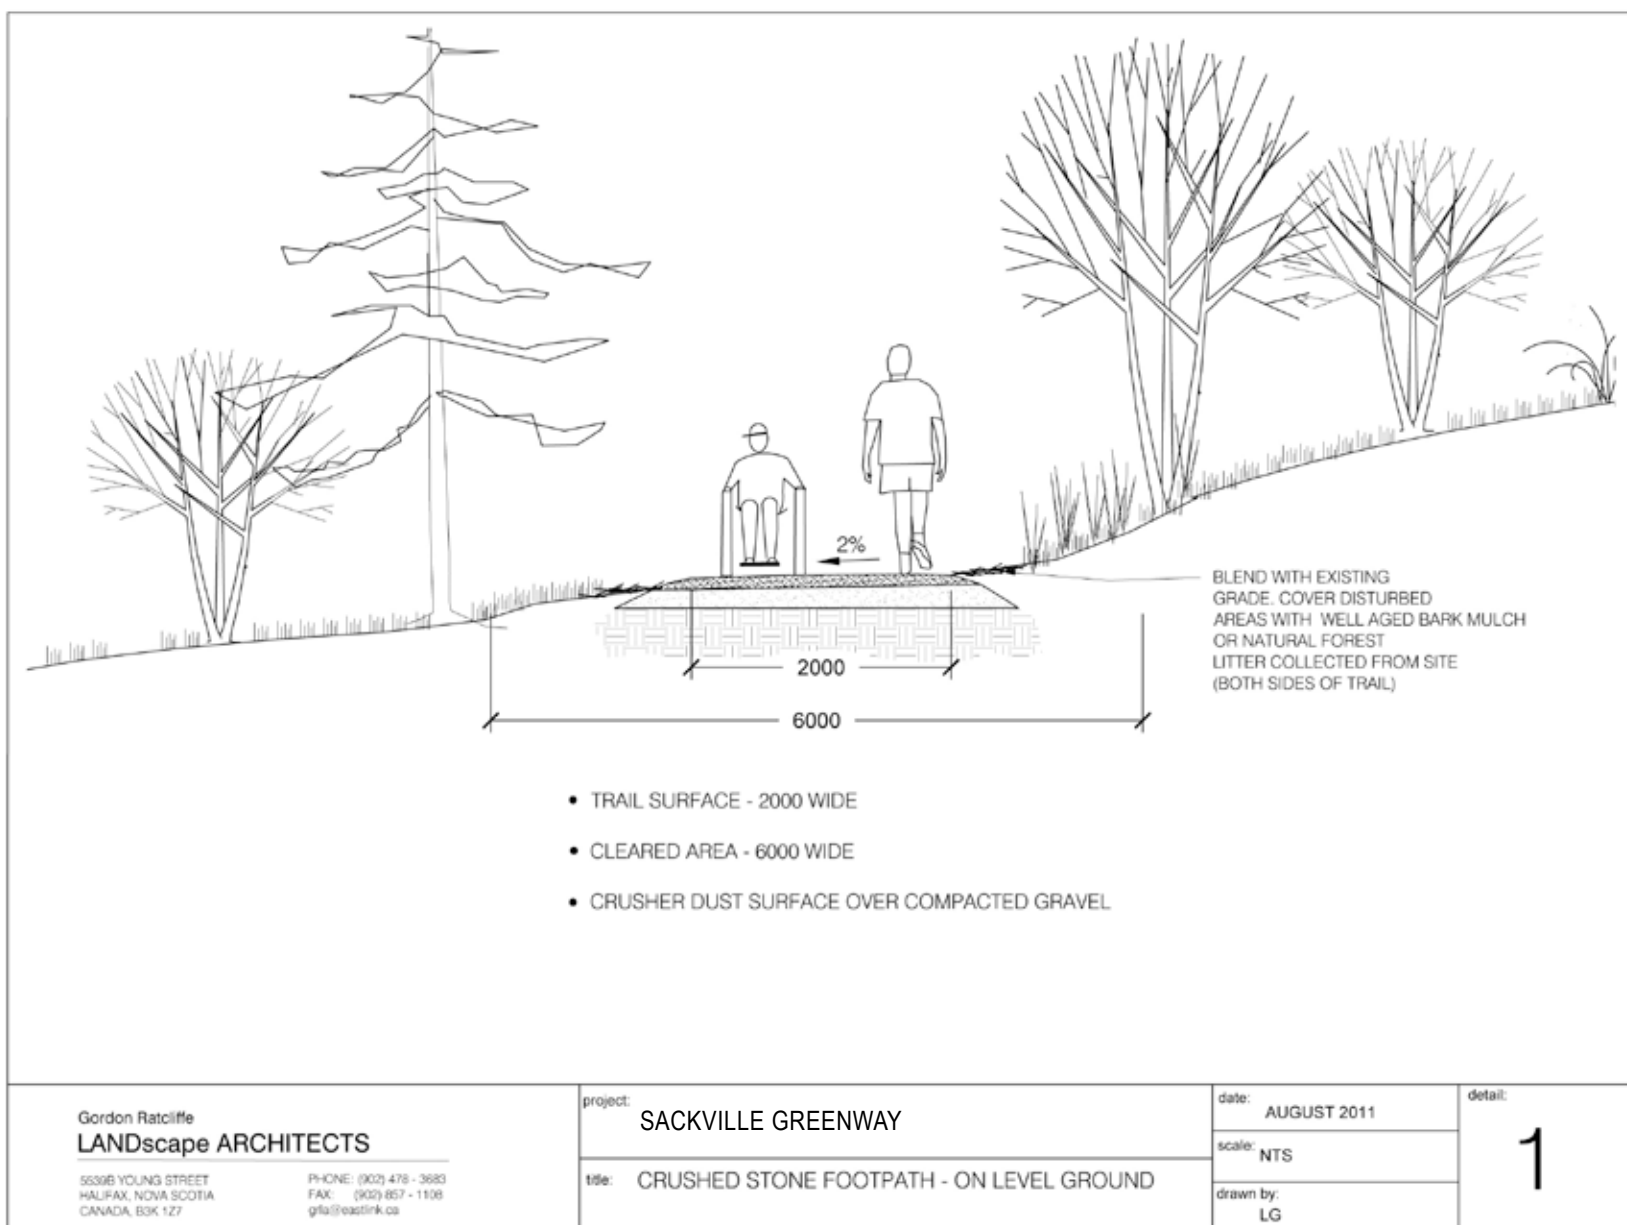 2%
BLEND WITH EXISTING
GRADE. COVER DISTURBED
AREAS WITH WELL AGED BARK MULCH
OR NATURAL FOREST
LITTER COLLECTED FROM SITE
(BOTH SIDES OF TRAIL)
2000
6000
• TRAIL SURFACE - 2000 WIDE
• CLEARED AREA - 6000 WIDE
• CRUSHER DUST SURFACE OVER COMPACTED GRAVEL
Gordon Ratcliffe
LANDscape ARCHITECTS
5539B YOUNG STREET
HALIFAX, NOVA SCOTIA
CANADA, B3K 1Z7
PHONE: (902) 478 - 3683
FAX: (902) 857 - 1108
grla@eastlink.ca
project:
SACKVILLE GREENWAY
title: CRUSHED STONE FOOTPATH - ON LEVEL GROUND
date:
AUGUST 2011
scale: NTS
drawn by:
LG
detail:
1